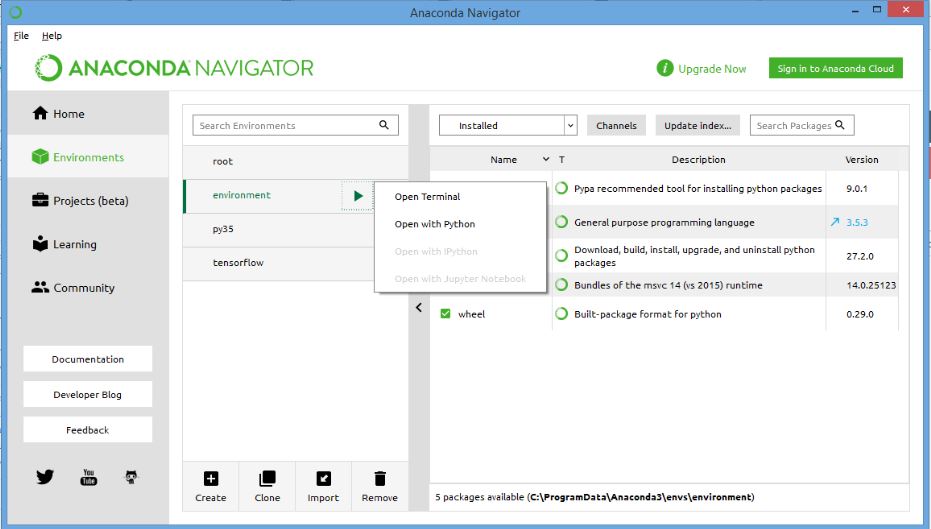 Anaconda Navigator
File Help
ANACONDA NAVIGATOR
i Upgrade Now
Sign in to Anaconda Cloud
Home
Environments
Projects (beta)
Learning
Community
Documentation
Developer Blog
Feedback
You Tube
Search Environments
root
environment
py35
tensorflow
Open Terminal
Open with Python
Open with IPython
Open with Jupyter Notebook
Create Clone Import Remove
Installed Channels Update index... Search Packages
Name T Description Version
Pypa recommended tool for installing python packages 9.0.1
General purpose programming language 3.5.3
Download, build, install, upgrade, and uninstall python
packages 27.2.0
Bundles of the msvc 14 (vs 2015) runtime 14.0.25123
wheel Built-package format for python 0.29.0
5 packages available (C:\ProgramData\Anaconda3\envs\environment)